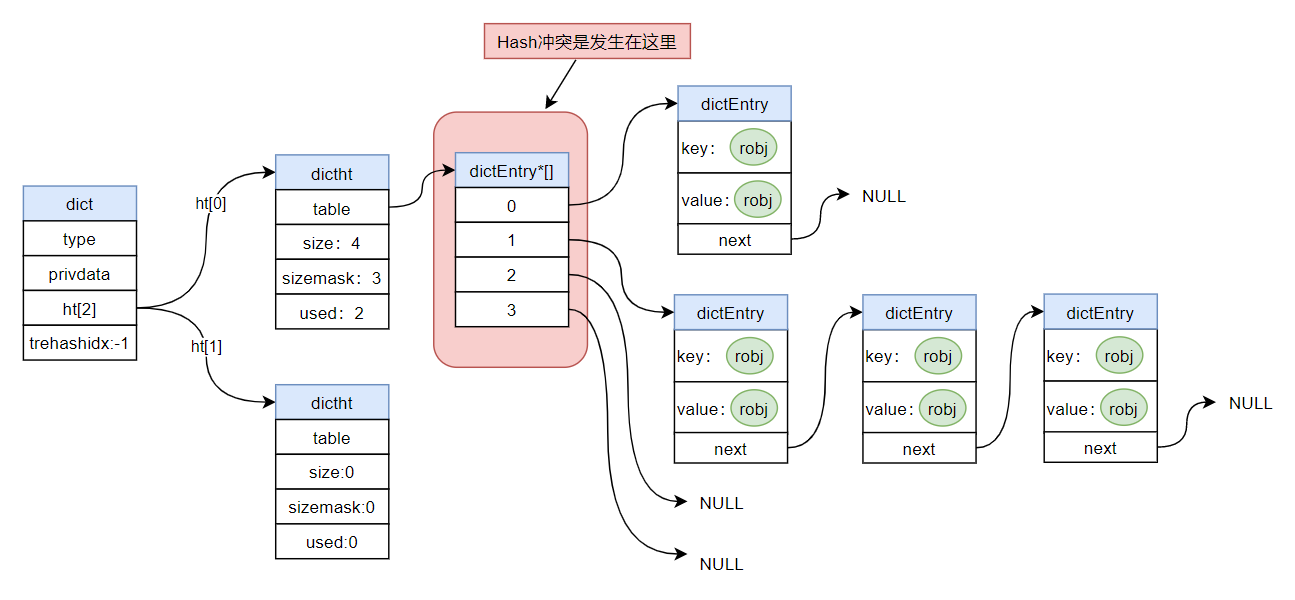 Hash冲突是发生在这里
dict
type
privdata
ht[2]
trehashidx:-1
ht[0]
ht[1]
dictht
table
size：4
sizemask：3
used：2
dictht
table
size:0
sizemask:0
used:0
dictEntry*[]
0
1
2
3
dictEntry
key： robj
value： robj
next
NULL
dictEntry
key： robj
value： robj
next
dictEntry
key： robj
value： robj
next
dictEntry
key： robj
value： robj
next
NULL
NULL
NULL